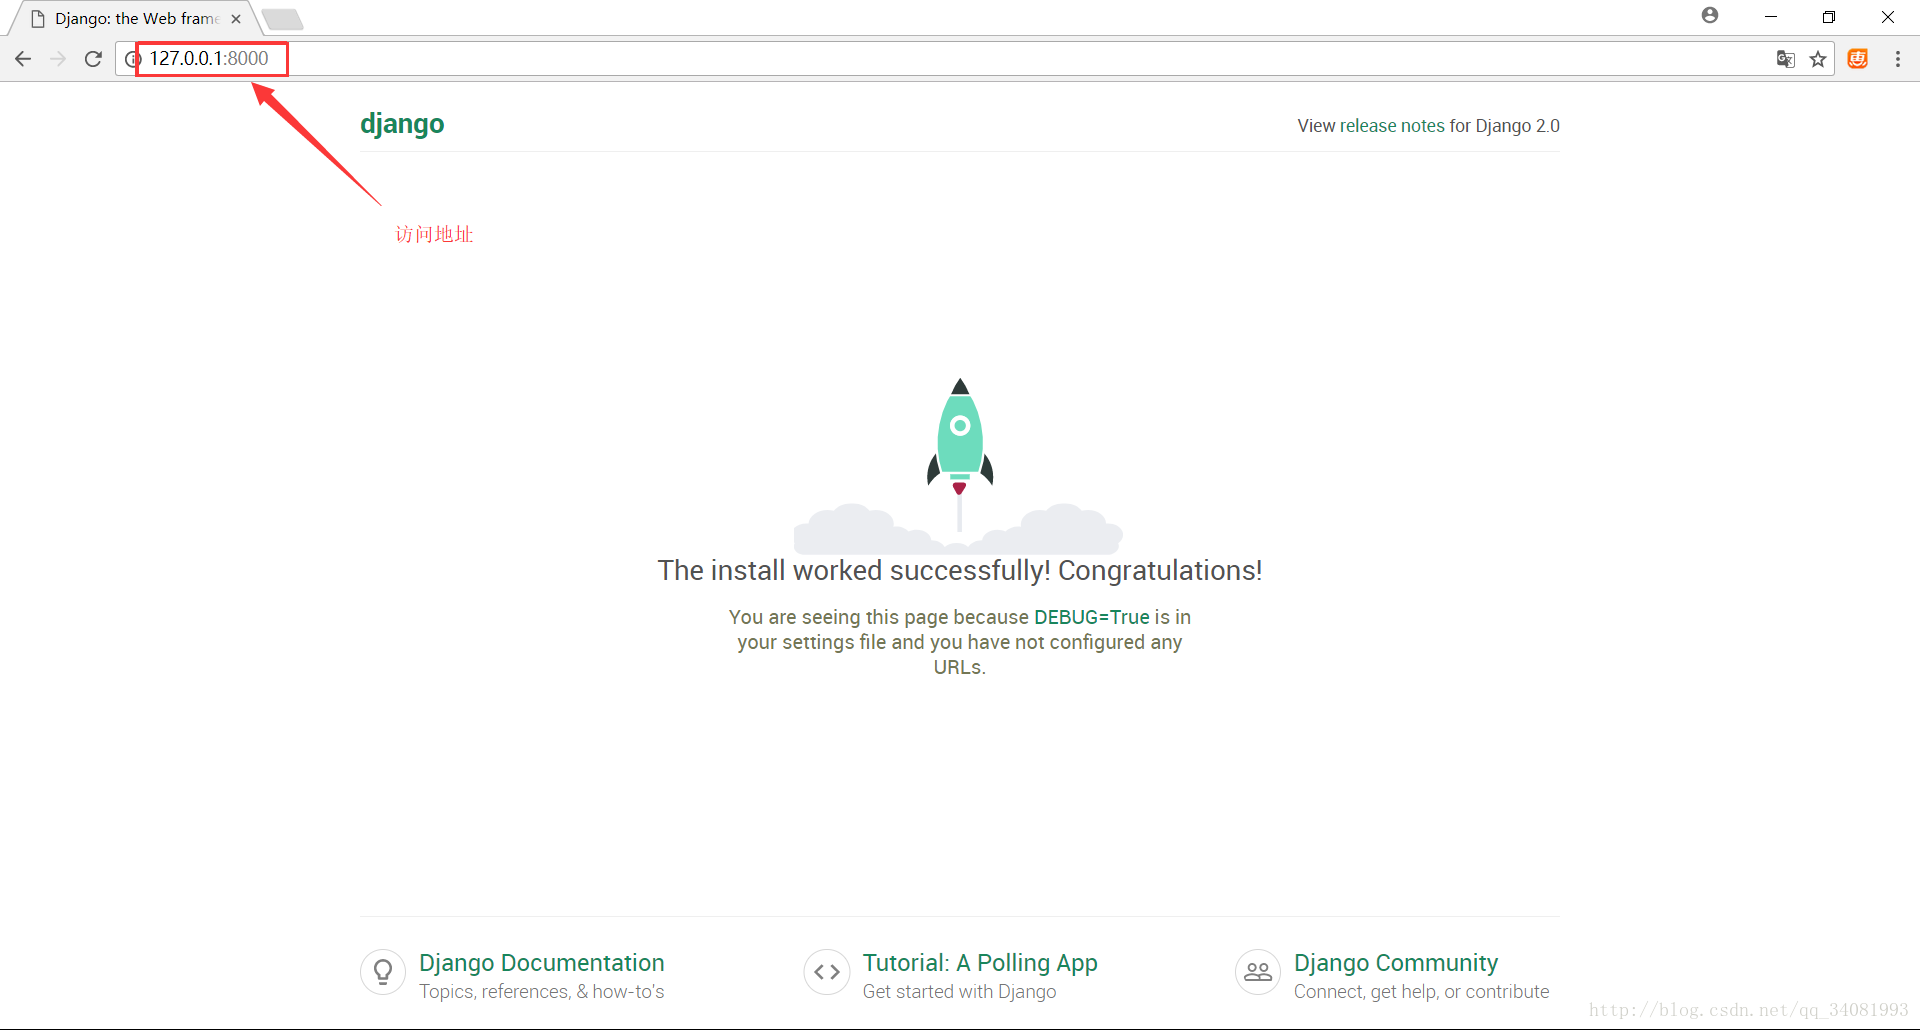 Django: the Web frame
127.0.0.1:8000
django
View release notes for Django 2.0
访问地址
The install worked successfully! Congratulations!
You are seeing this page because DEBUG=True is in
your settings file and you have not configured any
URLs.
Django Documentation
Topics, references, & how-to's
Tutorial: A Polling App
Get started with Django
Django Community
Connect, get help, or contribute
http://blog.csdn.net/qq_34081993